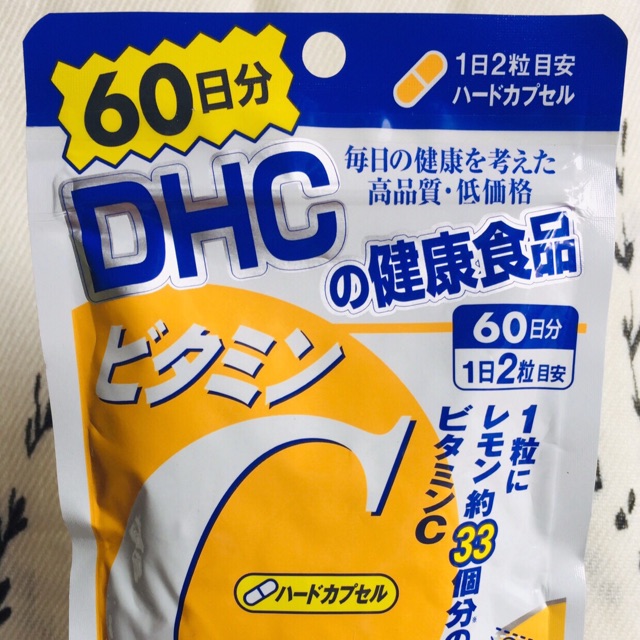 60日分
1日2粒目安
ハードカプセル
毎日の健康を考えた
高品質・低価格
DHC
の健康食品
ビタミン
C
60日分
1日2粒目安
1粒に
レモン約33個分の
ビタミンC
ハードカプセル